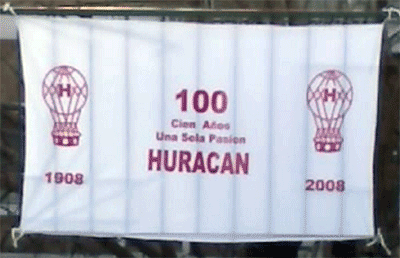 H
H
100
Cien Años
Una Sola Pasion
HURACAN
1908
2008